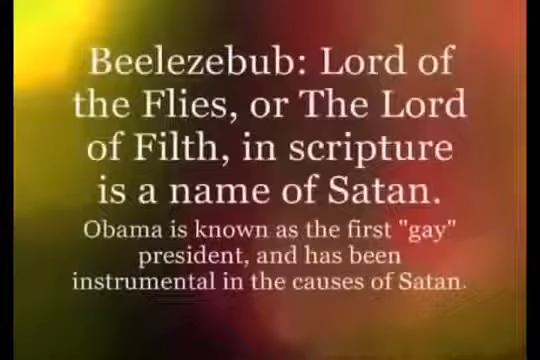 Beelezebub: Lord of
the Flies, or The Lord
of Filth, in scripture
is a name of Satan.
Obama is known as the first "gay"
president, and has been
instrumental in the causes of Satan.